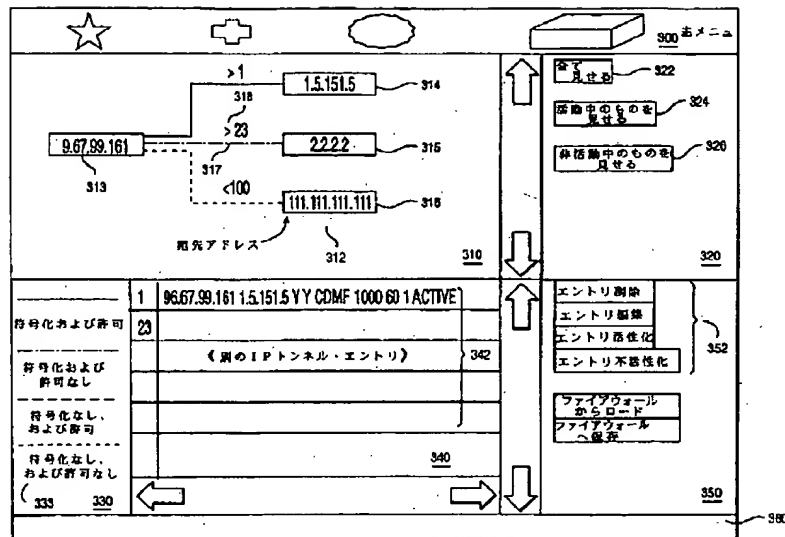 300 主メニュー
>1
1.5.151.5
314
318
>23
9.67.99.161
313
317
2.2.2.2
315
<100
111.111.111.111
316
宛先アドレス
312
310
全て
見せる
322
活動中のものを
見せる
324
非活動中のものを
見せる
326
320
符号化および許可
符号化および
許可なし
符号化なし、
および許可
符号化なし、
および許可なし
333
330
1 96.67.99.161 1.5.151.5 Y Y CDMF 1000 60 1 ACTIVE
23
《別のIPトンネル・エントリ》
342
340
エントリ削除
エントリ編集
エントリ活性化
エントリ不活性化
352
ファイアウォール
からロード
ファイアウォール
へ保存
350
360